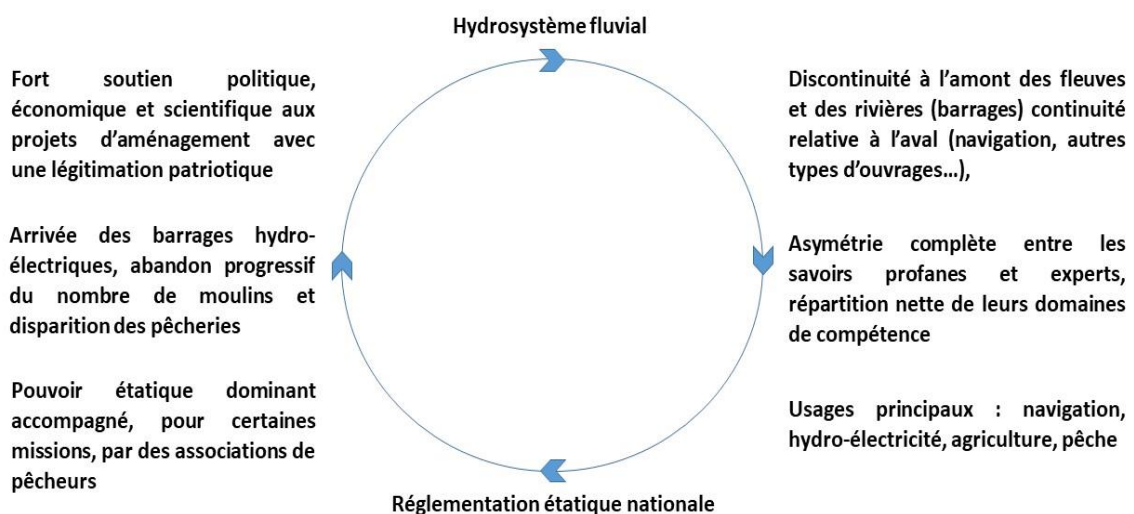 Hydrosystème fluvial
Fort soutien politique,
économique et scientifique aux
projets d'aménagement avec
une légitimation patriotique
Arrivée des barrages hydro-
électriques, abandon progressif
du nombre de moulins et
disparition des pêcheries
Pouvoir étatique dominant
accompagné, pour certaines
missions, par des associations de
pêcheurs
Discontinuité à l'amont des fleuves
et des rivières (barrages) continuité
relative à l'aval (navigation, autres
types d'ouvrages…),
Asymétrie complète entre les
savoirs profanes et experts,
répartition nette de leurs domaines
de compétence
Usages principaux : navigation,
hydro-électricité, agriculture, pêche
Réglementation étatique nationale